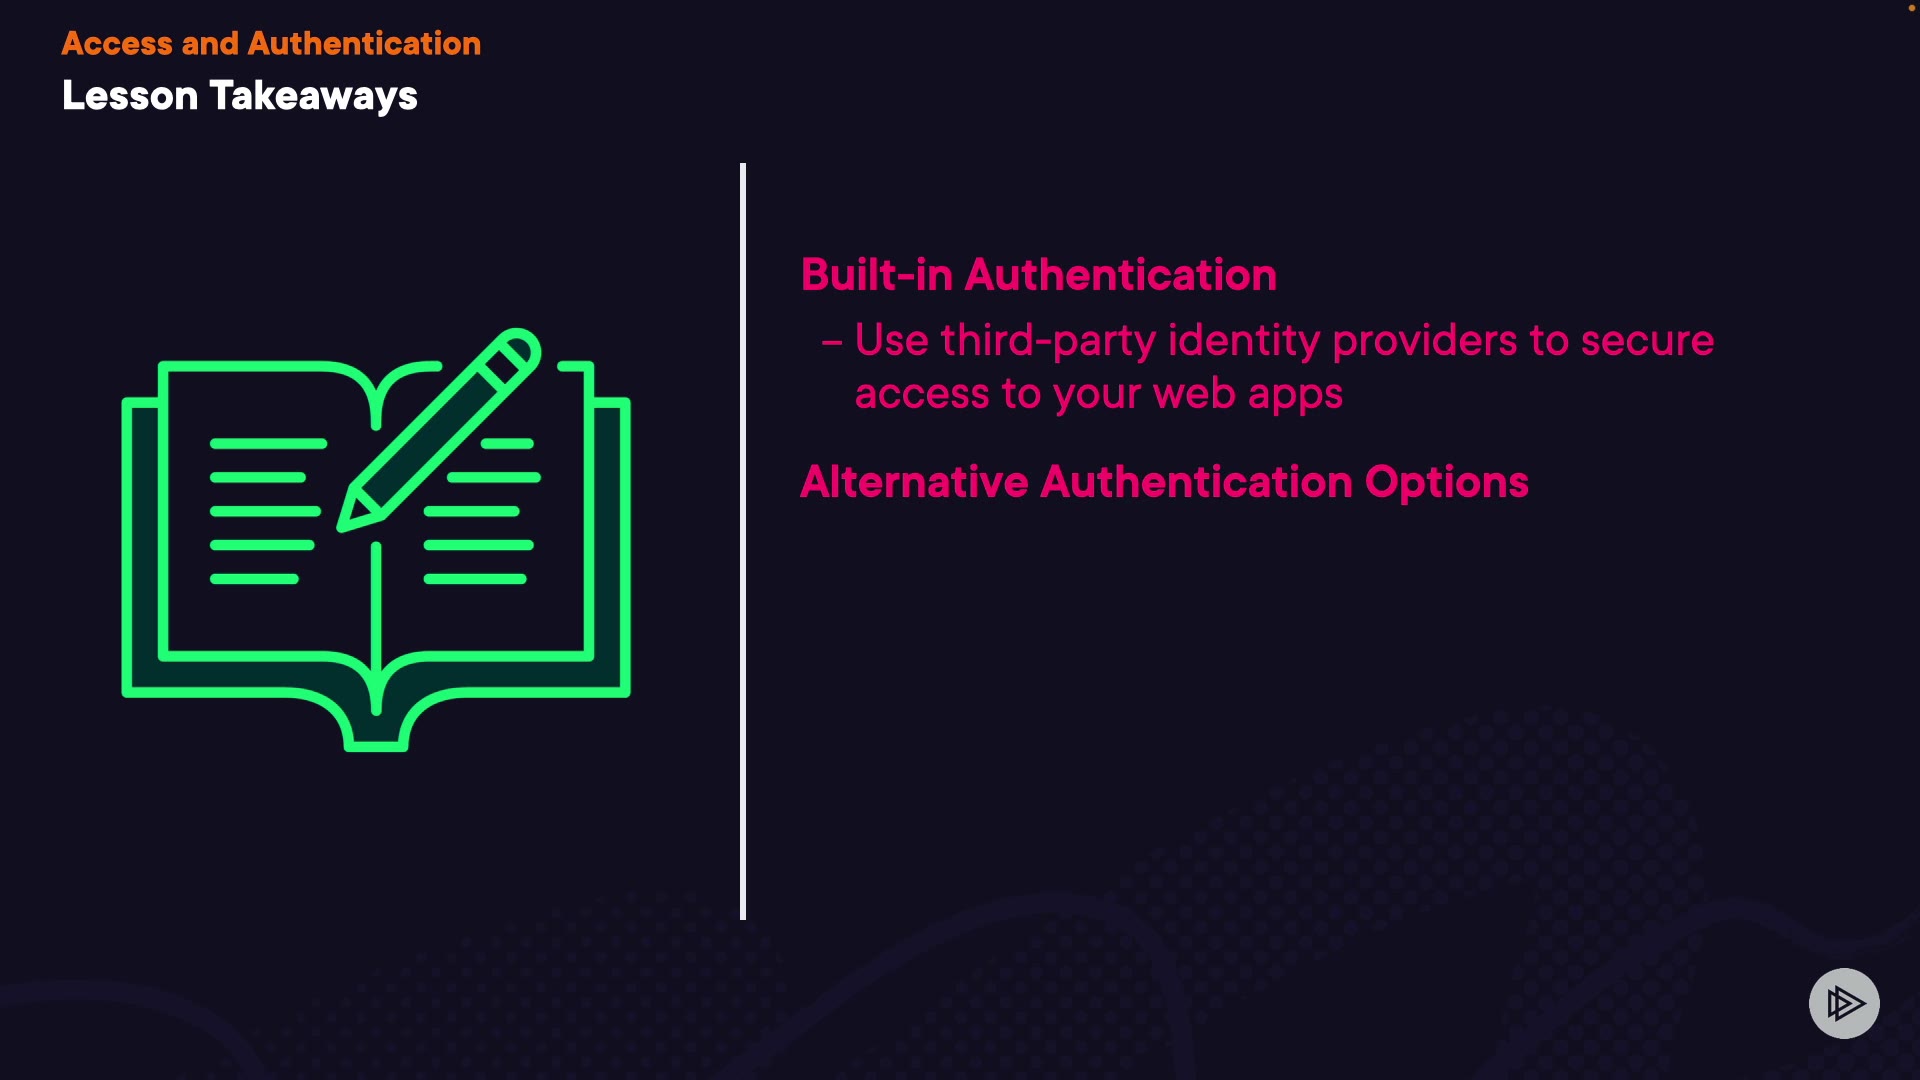 Access and Authentication
Lesson Takeaways
Built-in Authentication
– Use third-party identity providers to secure
access to your web apps
Alternative Authentication Options